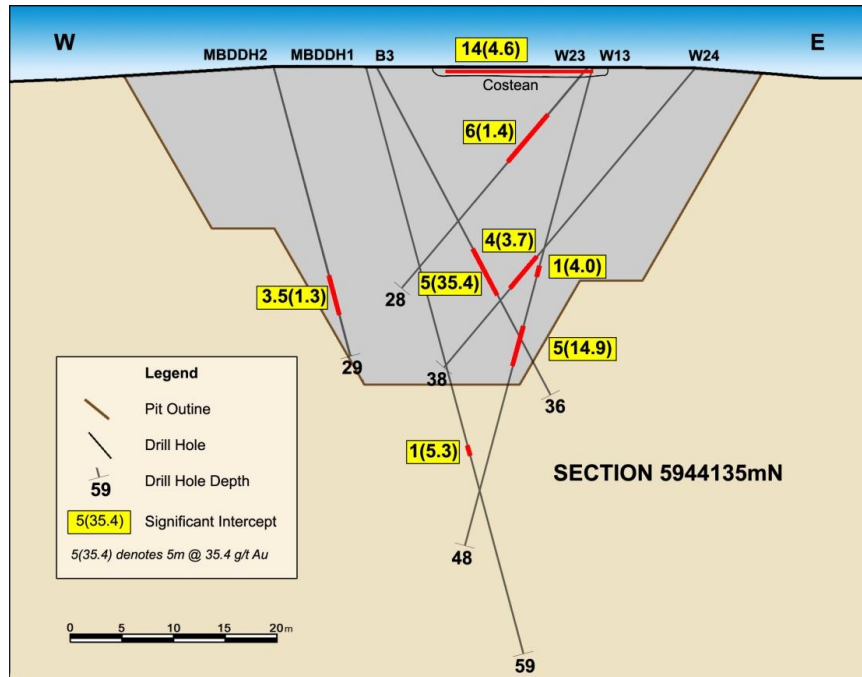 W
E
MBDDH2 MBDDH1 B3 14(4.6) W23 W13 W24
Costean
6(1.4)
4(3.7)
1(4.0)
5(35.4)
28
3.5(1.3)
5(14.9)
29
38
36
1(5.3)
SECTION 5944135mN
48
59
Legend
Pit Outine
Drill Hole
59 Drill Hole Depth
5(35.4) Significant Intercept
5(35.4) denotes 5m @ 35.4 g/t Au
0 5 10 15 20m